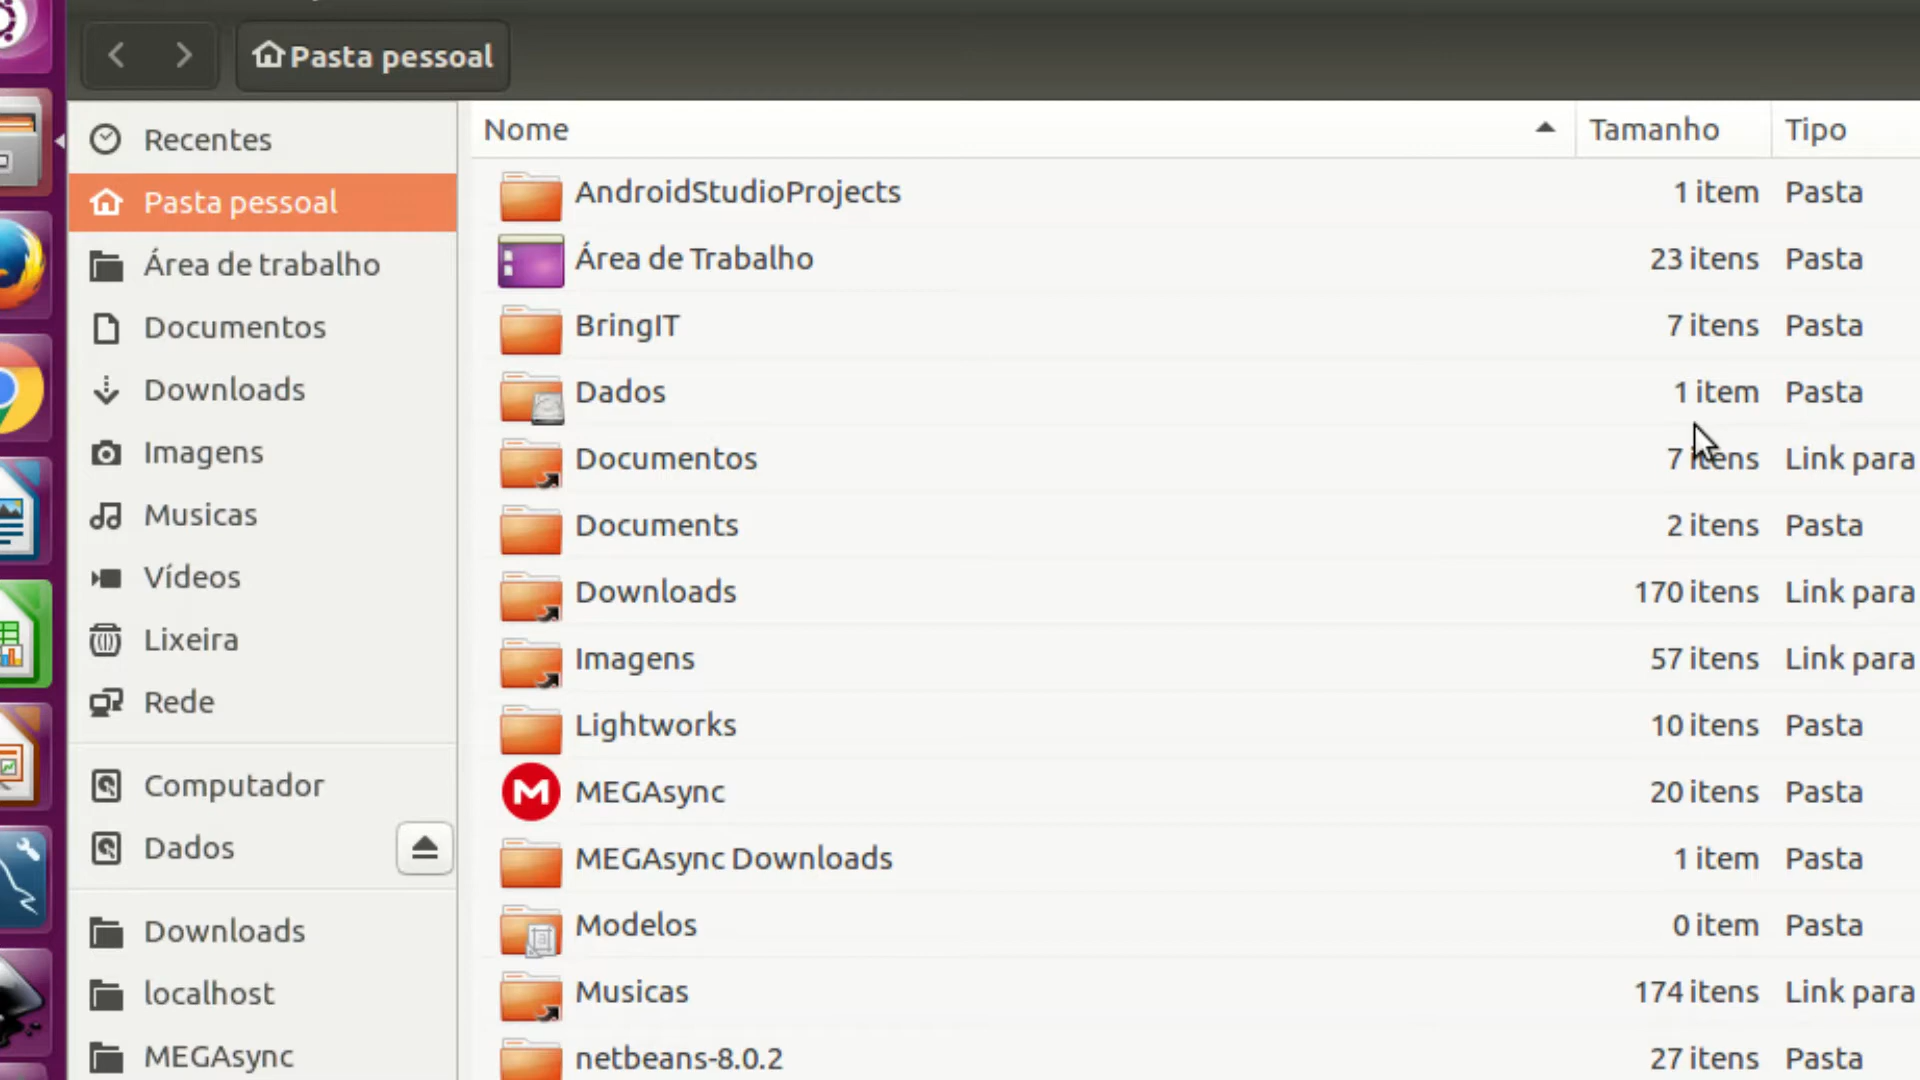 Pasta pessoal
Recentes
Pasta pessoal
Área de trabalho
Documentos
Downloads
Imagens
Musicas
Vídeos
Lixeira
Rede
Computador
Dados
Downloads
localhost
MEGAsync
Nome Tamanho Tipo
AndroidStudioProjects 1 item Pasta
Área de Trabalho 23 itens Pasta
BringIT 7 itens Pasta
Dados 1 item Pasta
Documentos 7 itens Link para
Documents 2 itens Pasta
Downloads 170 itens Link para
Imagens 57 itens Link para
Lightworks 10 itens Pasta
M MEGAsync 20 itens Pasta
MEGAsync Downloads 1 item Pasta
Modelos 0 item Pasta
Musicas 174 itens Link para
netbeans-8.0.2 27 itens Pasta